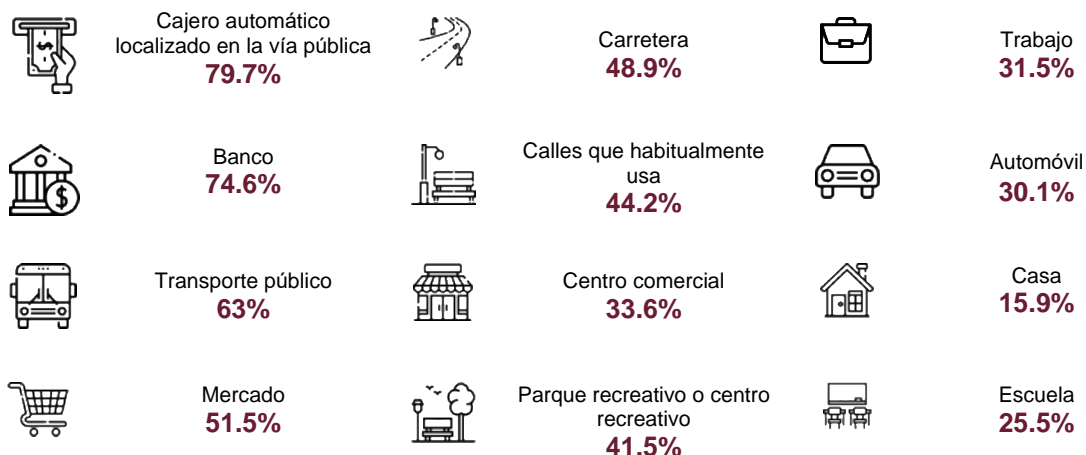 Cajero automático
localizado en la vía pública
79.7%
Banco
74.6%
Transporte público
63%
Mercado
51.5%
Carretera
48.9%
Calles que habitualmente
usa
44.2%
Centro comercial
33.6%
Parque recreativo o centro
recreativo
41.5%
Trabajo
31.5%
Automóvil
30.1%
Casa
15.9%
Escuela
25.5%